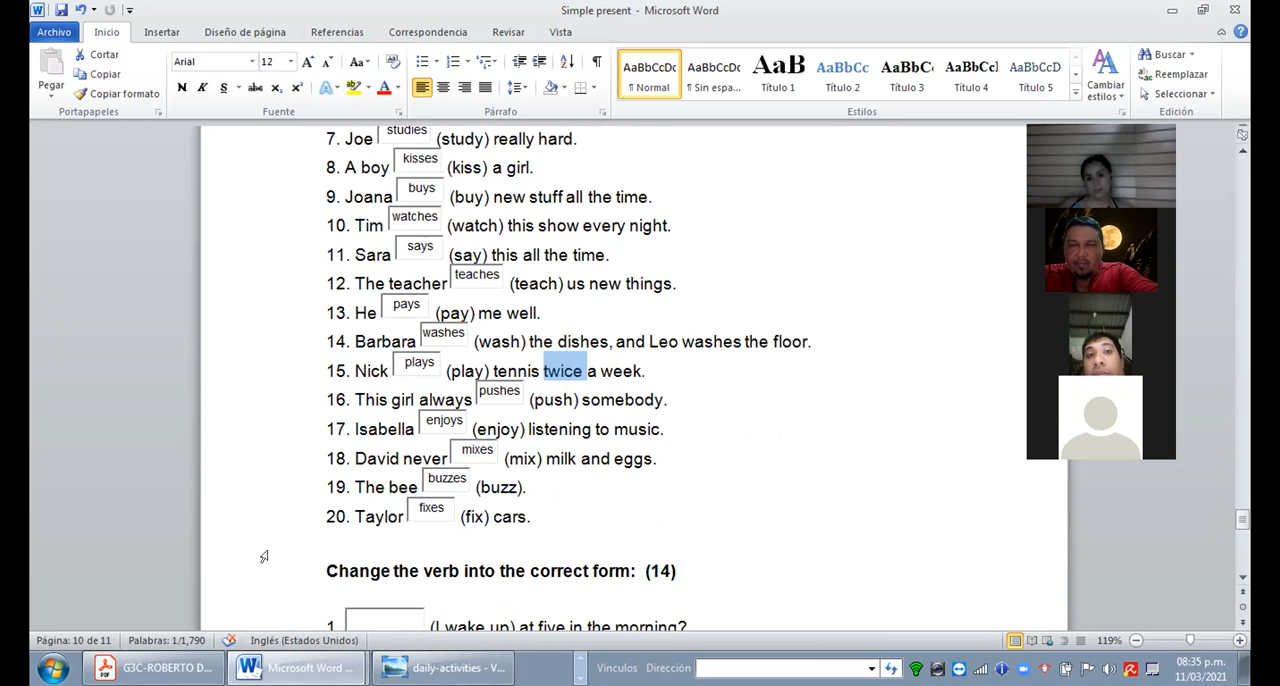 Simple present - Microsoft Word
Archivo Inicio Insertar Diseño de página Referencias Correspondencia Revisar Vista
Pegar
Cortar
Copiar
Copiar formato
Portapapeles
Arial 12
Fuente
Párrafo
AaBbCcDc AaBbCcDc AaB AaBbCc AaBbC AaBbCcI AaBbCcD
¶ Normal ¶ Sin espa... Título 1 Título 2 Título 3 Título 4 Título 5
Cambiar estilos
Estilos
Buscar
Reemplazar
Seleccionar
Edición
7. Joe studies (study) really hard.
8. A boy kisses (kiss) a girl.
9. Joana buys (buy) new stuff all the time.
10. Tim watches (watch) this show every night.
11. Sara says (say) this all the time.
12. The teacher teaches (teach) us new things.
13. He pays (pay) me well.
14. Barbara washes (wash) the dishes, and Leo washes the floor.
15. Nick plays (play) tennis twice a week.
16. This girl always pushes (push) somebody.
17. Isabella enjoys (enjoy) listening to music.
18. David never mixes (mix) milk and eggs.
19. The bee buzzes (buzz).
20. Taylor fixes (fix) cars.
Change the verb into the correct form: (14)
1. (I wake up) at five in the morning?
Página: 10 de 11 Palabras: 1/1,790 Inglés (Estados Unidos) 119%
G3C-ROBERTO D... Microsoft Word ... daily-activities - V... Vínculos Dirección 08:35 p.m.
11/03/2021